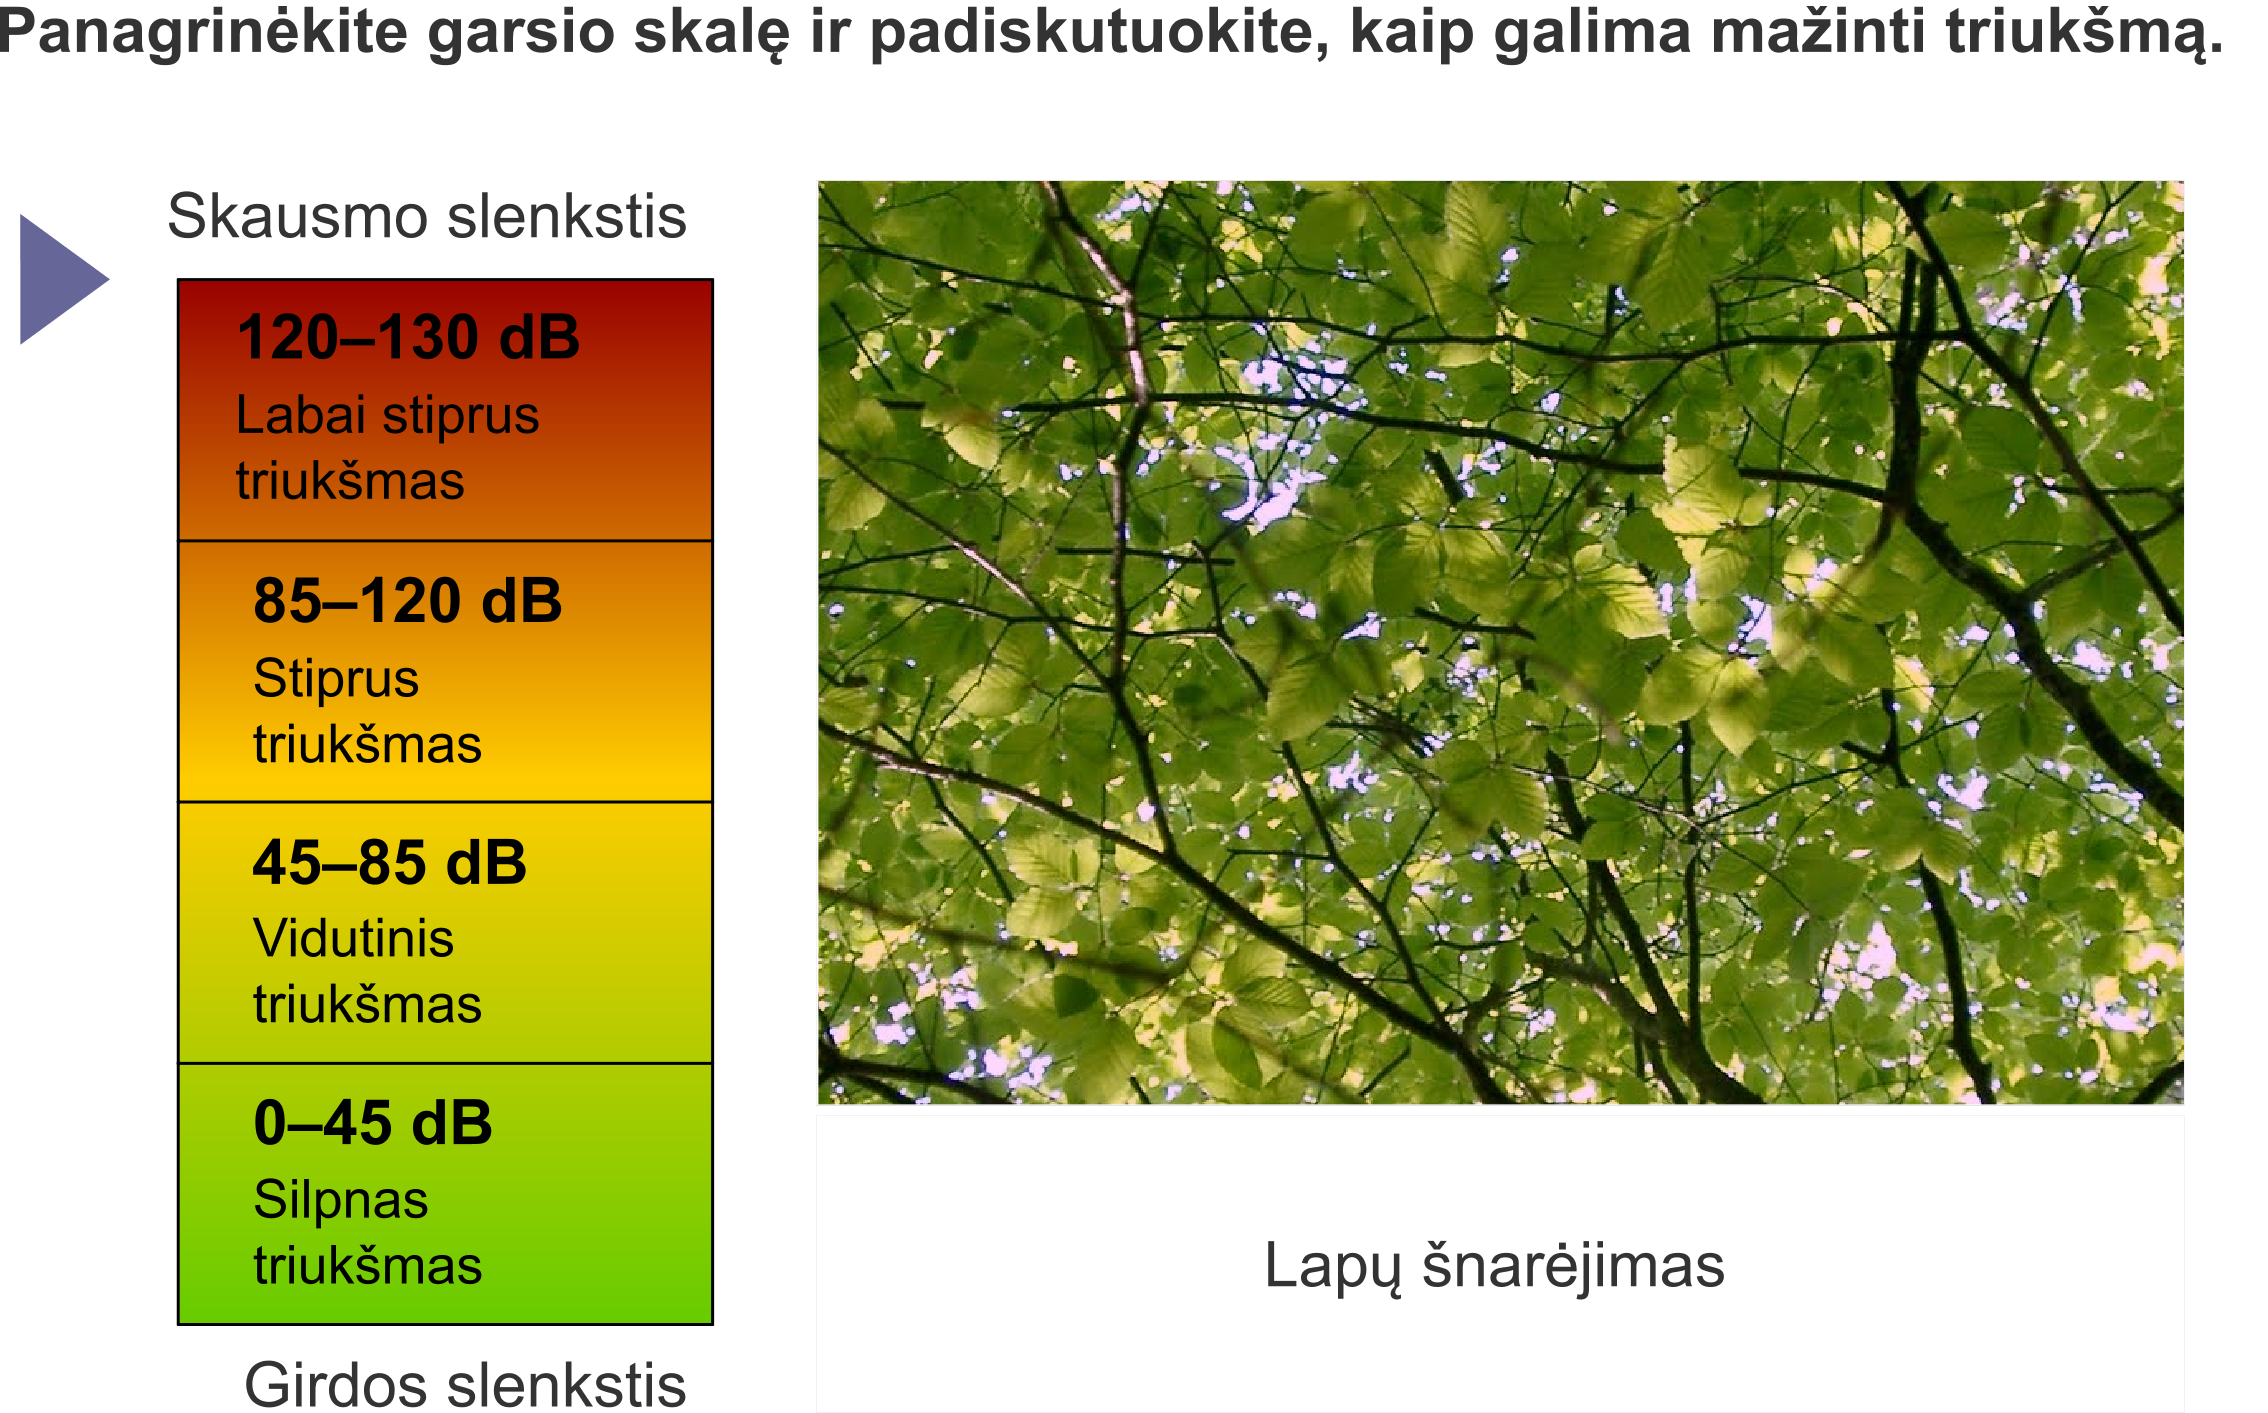 Panagrinėkite garsio skalę ir padiskutuokite, kaip galima mažinti triukšmą.
Skausmo slenkstis
120–130 dB
Labai stiprus
triukšmas
85–120 dB
Stiprus
triukšmas
45–85 dB
Vidutinis
triukšmas
0–45 dB
Silpnas
triukšmas
Girdos slenkstis
Lapų šnarėjimas